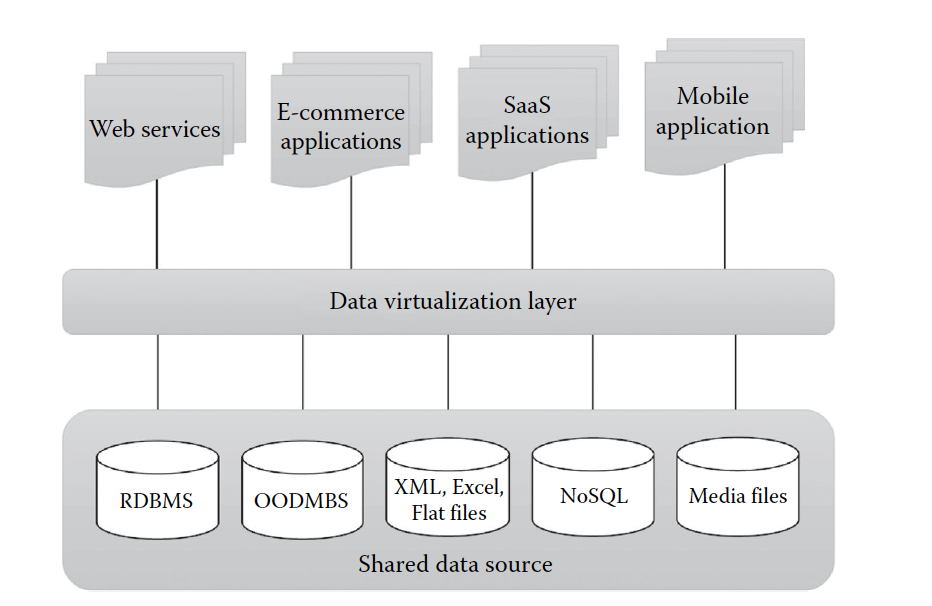 Web services
E-commerce
applications
SaaS
applications
Mobile
application
Data virtualization layer
RDBMS
OODMBS
XML, Excel,
Flat files
NoSQL
Media files
Shared data source